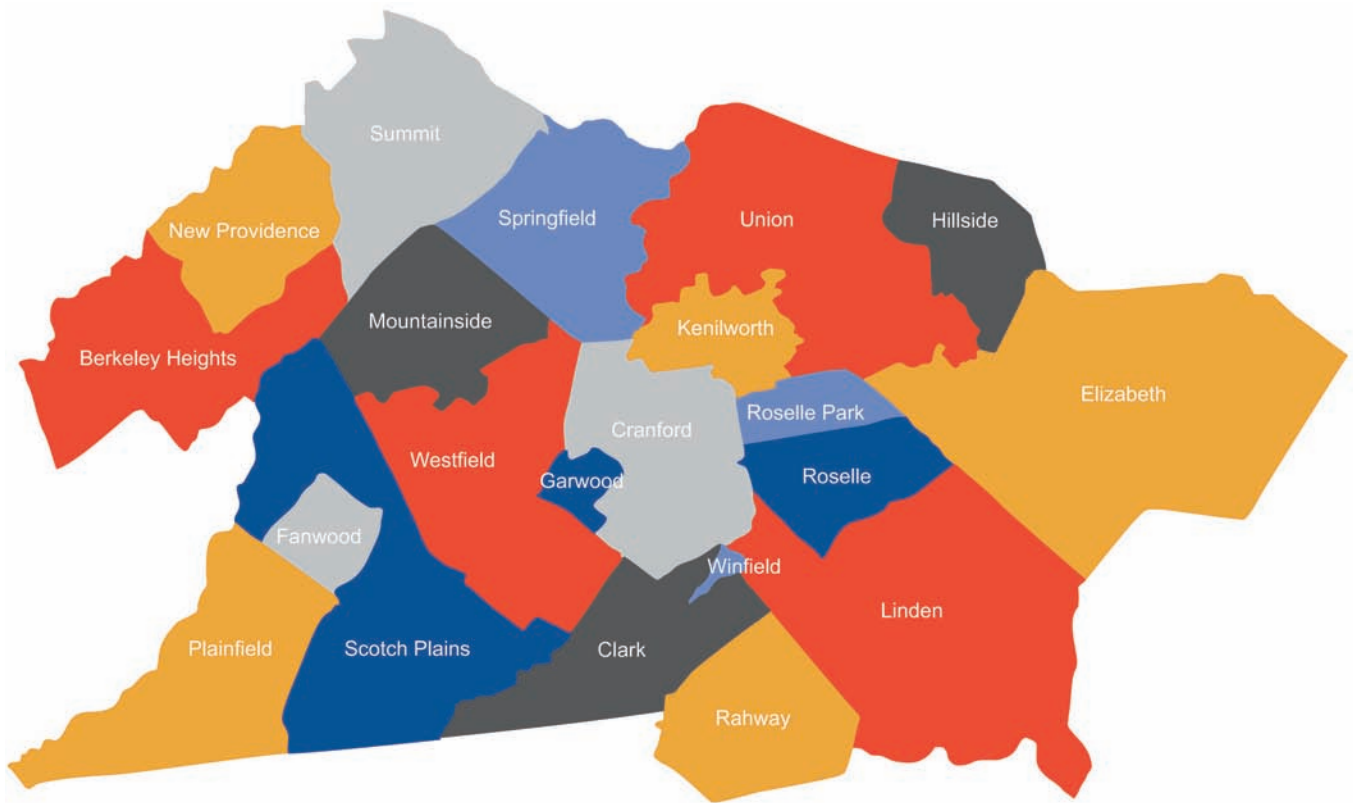 Summit
New Providence
Springfield
Union
Hillside
Mountainside
Kenilworth
Berkeley Heights
Elizabeth
Roselle Park
Cranford
Westfield
Garwood
Roselle
Fanwood
Winfield
Linden
Plainfield
Scotch Plains
Clark
Rahway